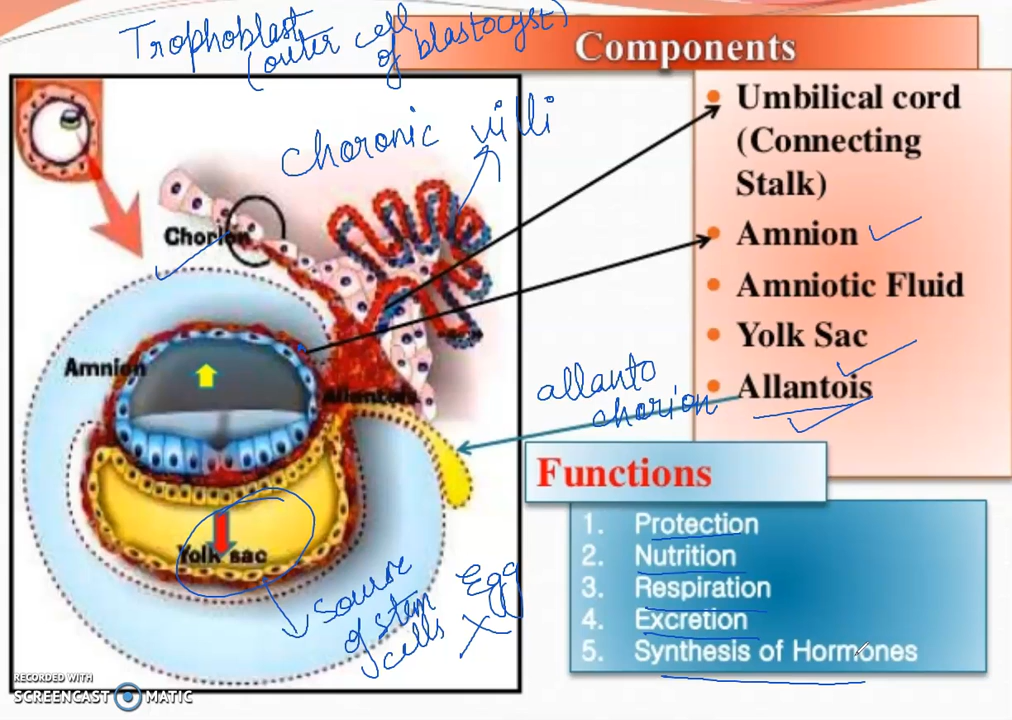 Trophoblast
(outer cell
of blastocyst)
Components
choronic villi
Chorion
Amnion
Allantois
Yolk sac
source
of stem
cells
Egg
• Umbilical cord
(Connecting
Stalk)
• Amnion
• Amniotic Fluid
• Yolk Sac
• Allantois
allanto
charion
Functions
1. Protection
2. Nutrition
3. Respiration
4. Excretion
5. Synthesis of Hormones
RECORDED WITH
SCREENCAST MATIC